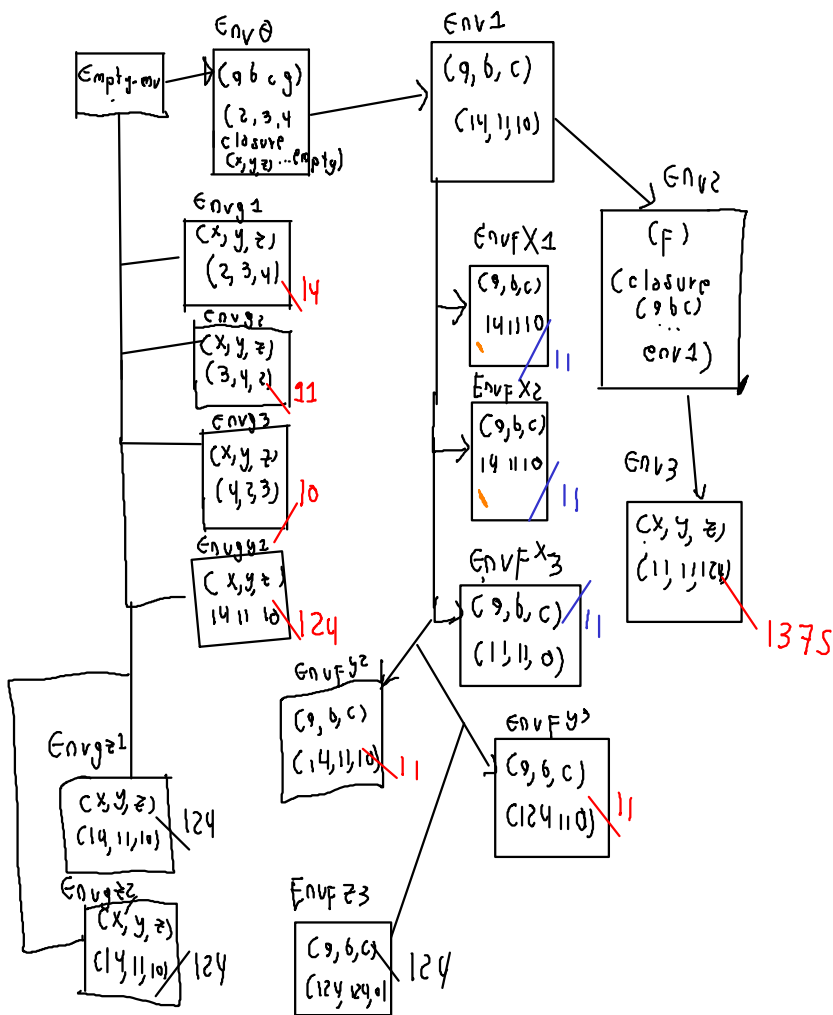 Env0
Env1
Empty-env
(a b c g)
(2, 3, 4
closure
(x, y, z) ... empty)
(a, b, c)
(14, 11, 10)
Env2
(F)
(closure
(a b c)
...
env1)
Envg1
(x, y, z)
(2, 3, 4)
14
envg2
(x, y, z)
(3, 4, 2)
11
envg3
(x, y, z)
(4, 2, 3)
10
(x, y, z)
14 11 10
124
EnvFX1
(a, b, c)
14 11 10
11
EnvFX2
(a, b, c)
14 11 10
11
EnvFX3
(a, b, c)
11
(11, 11, 0)
Env3
(x, y, z)
(11, 11, 124)
1375
EnvFy2
(a, b, c)
(14, 11, 10)
11
EnvFy3
(a, b, c)
(124 11 0)
11
Envgz1
(x, y, z)
(14, 11, 10)
124
Envgz2
(x, y, z)
(14, 11, 10)
124
EnvFZ3
(a, b, c)
(124, 124, 0)
124